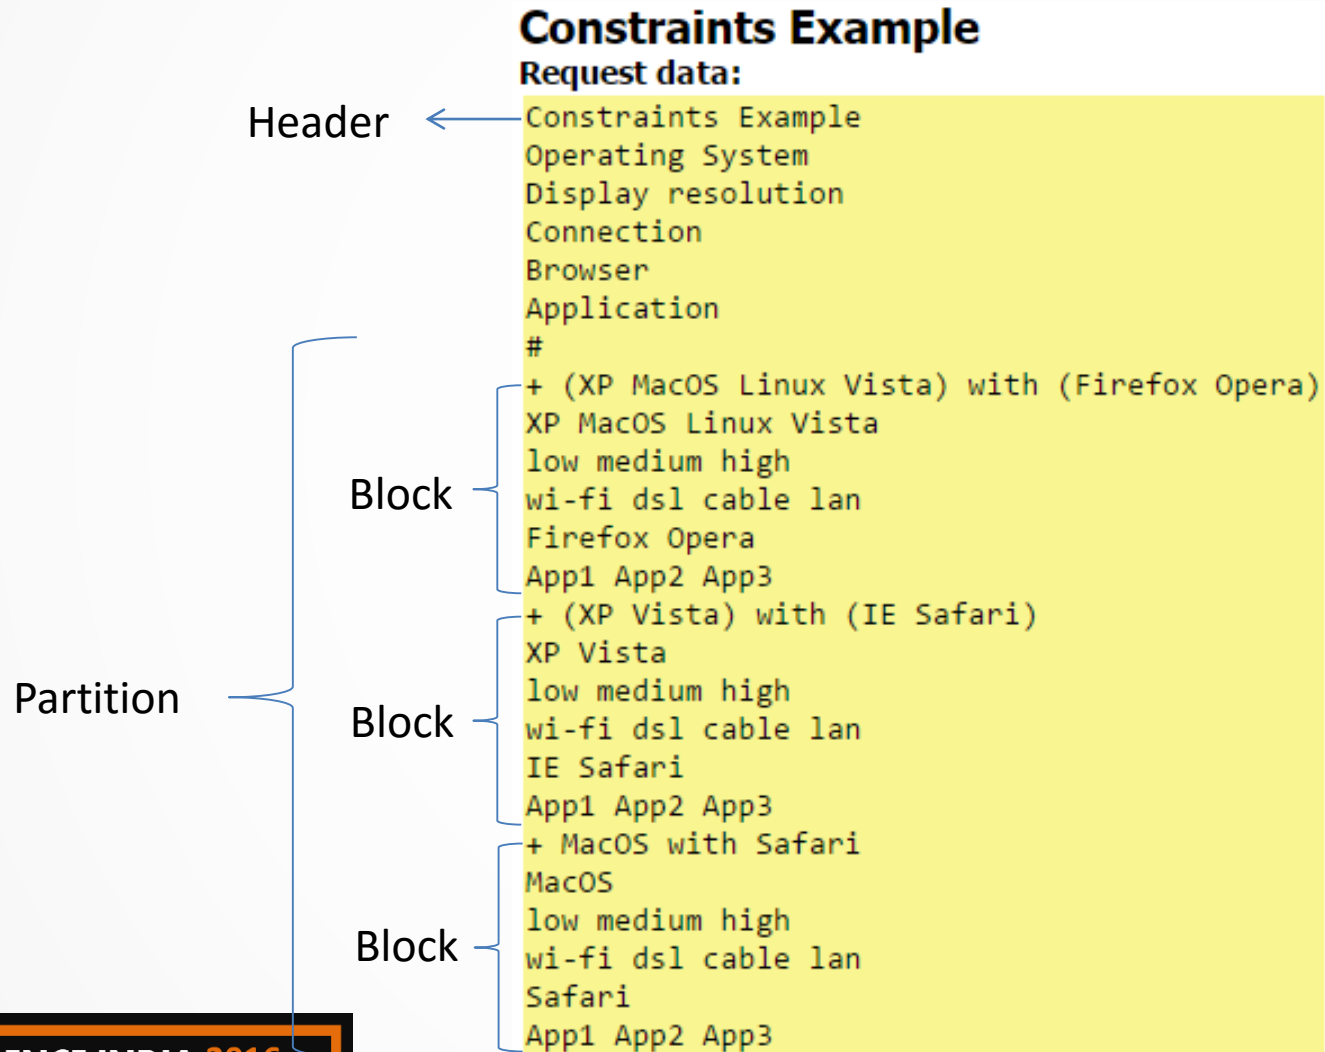 Constraints Example
Request data:
Header
Constraints Example
Operating System
Display resolution
Connection
Browser
Application
#
Block
+ (XP MacOS Linux Vista) with (Firefox Opera)
XP MacOS Linux Vista
low medium high
wi-fi dsl cable lan
Firefox Opera
App1 App2 App3
Partition
Block
+ (XP Vista) with (IE Safari)
XP Vista
low medium high
wi-fi dsl cable lan
IE Safari
App1 App2 App3
Block
+ MacOS with Safari
MacOS
low medium high
wi-fi dsl cable lan
Safari
App1 App2 App3